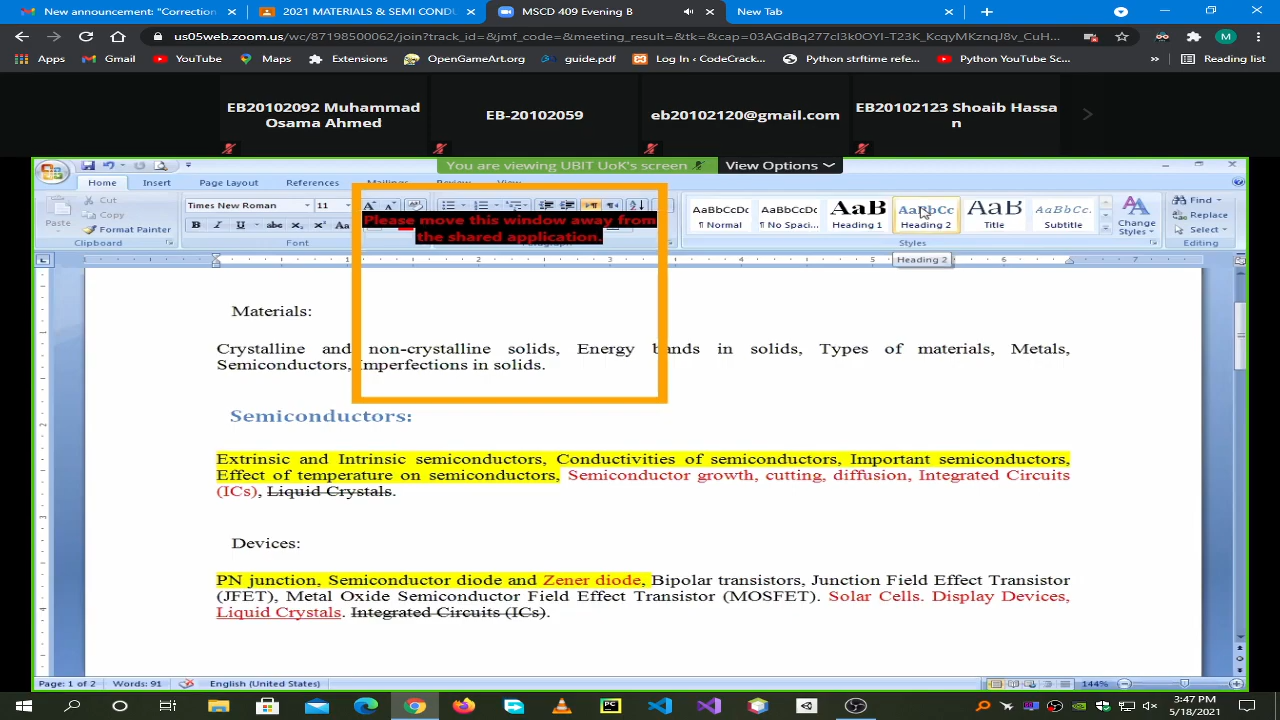 New announcement: "Correction
2021 MATERIALS & SEMI COND
MSCD 409 Evening B
New Tab
us05web.zoom.us/wc/87198500062/join?track_id=&jmf_code=&meeting_result=&tk=&cap=03AGdBq277cI3k0OYI-T23K_KcqyMKznqJ8v_CuH...
Apps
Gmail
YouTube
Maps
Extensions
OpenGameArt.org
guide.pdf
Log In ‹ CodeCrack...
Python strftime refe...
Python YouTube Sc...
»
Reading list
EB20102092 Muhammad Osama Ahmed
EB-20102059
eb20102120@gmail.com
EB20102123 Shoaib Hassan
You are viewing UBIT UoK's screen
View Options
Home
Insert
Page Layout
References
Mailings
Review
View
Cut
Copy
Format Painter
Paste
Clipboard
Times New Roman
11
Font
Please move this window away from
the shared application.
AaBbCcDc
¶ Normal
AaBbCcDc
¶ No Spaci...
AaB
Heading 1
AaBbCc
Heading 2
AaB
Title
AaBbCc.
Subtitle
Change Styles
Styles
Find
Replace
Select
Editing
Heading 2
Materials:
Crystalline and non-crystalline solids, Energy bands in solids, Types of materials, Metals,
Semiconductors, Imperfections in solids.
Semiconductors:
Extrinsic and Intrinsic semiconductors, Conductivities of semiconductors, Important semiconductors,
Effect of temperature on semiconductors, Semiconductor growth, cutting, diffusion, Integrated Circuits
(ICs), Liquid Crystals.
Devices:
PN junction, Semiconductor diode and Zener diode, Bipolar transistors, Junction Field Effect Transistor
(JFET), Metal Oxide Semiconductor Field Effect Transistor (MOSFET). Solar Cells. Display Devices,
Liquid Crystals. Integrated Circuits (ICs).
Page: 1 of 2
Words: 91
English (United States)
144%
3:47 PM
5/18/2021